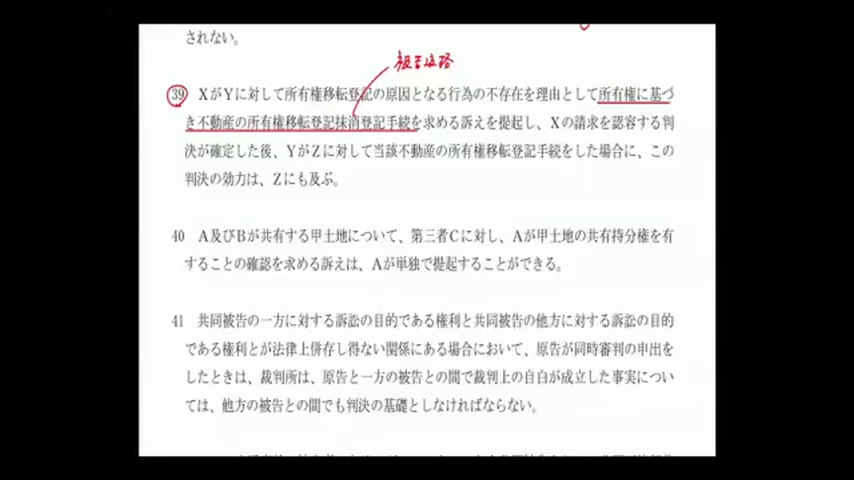 されない。
被告適格
39 XがYに対して所有権移転登記の原因となる行為の不存在を理由として所有権に基づ
き不動産の所有権移転登記抹消登記手続を求める訴えを提起し、Xの請求を認容する判
決が確定した後、YがZに対して当該不動産の所有権移転登記手続をした場合に、この
判決の効力は、Zにも及ぶ。
40 A及びBが共有する甲土地について、第三者Cに対し、Aが甲土地の共有持分権を有
することの確認を求める訴えは、Aが単独で提起することができる。
41 共同被告の一方に対する訴訟の目的である権利と共同被告の他方に対する訴訟の目的
である権利とが法律上併存し得ない関係にある場合において、原告が同時審判の申出を
したときは、裁判所は、原告と一方の被告との間で裁判上の自白が成立した事実につい
ては、他方の被告との間でも判決の基礎としなければならない。